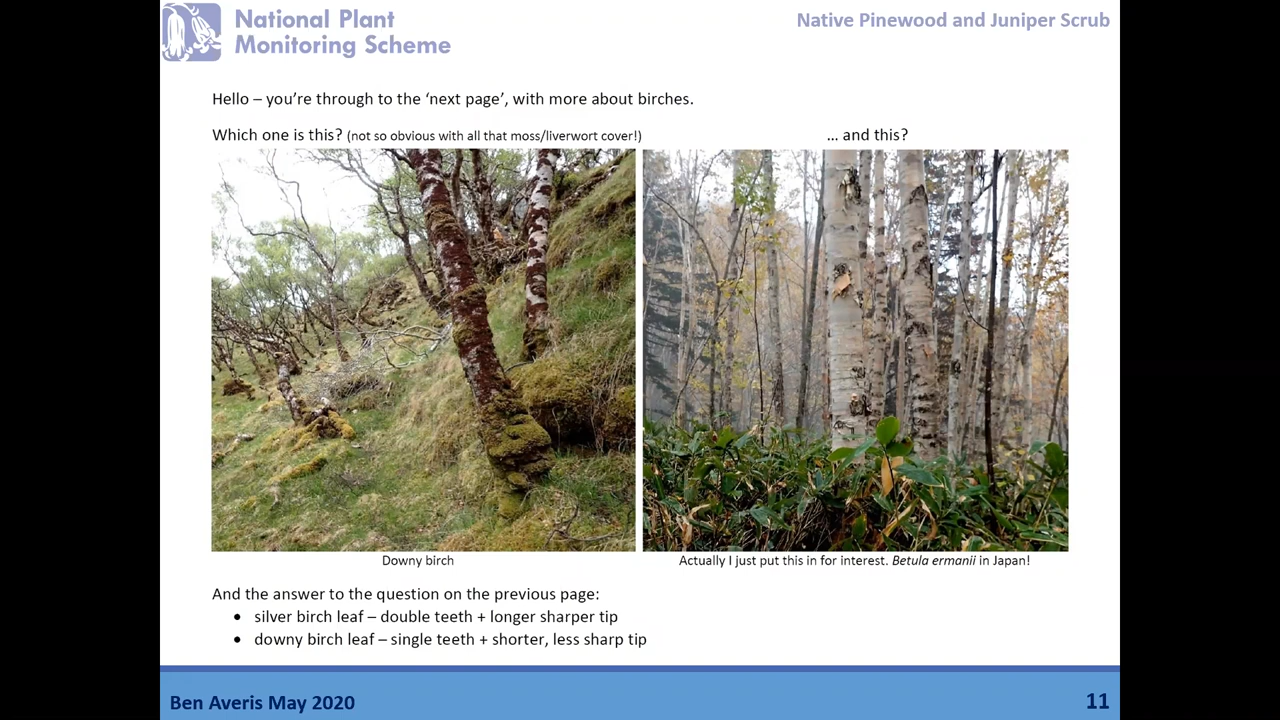 National Plant
Monitoring Scheme
Native Pinewood and Juniper Scrub
Hello – you’re through to the ‘next page’, with more about birches.
Which one is this? (not so obvious with all that moss/liverwort cover!)
... and this?
Downy birch
Actually I just put this in for interest. Betula ermanii in Japan!
And the answer to the question on the previous page:
• silver birch leaf – double teeth + longer sharper tip
• downy birch leaf – single teeth + shorter, less sharp tip
Ben Averis May 2020
11